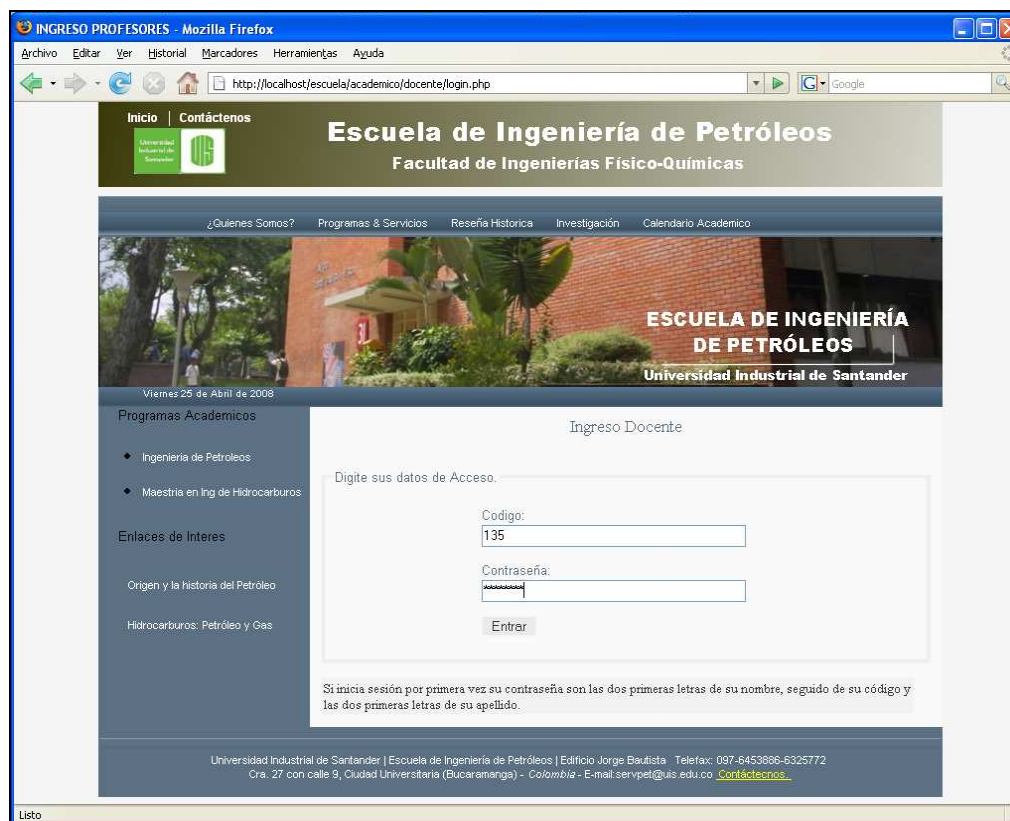 INGRESO PROFESORES - Mozilla Firefox
Archivo Editar Ver Historial Marcadores Herramientas Ayuda
http://localhost/escuela/academico/docente/login.php
G Google
Inicio | Contáctenos
Universidad
Industrial de
Santander
UIS
Escuela de Ingeniería de Petróleos
Facultad de Ingenierías Físico-Químicas
¿Quienes Somos? Programas & Servicios Reseña Historica Investigación Calendario Academico
31
ESCUELA DE INGENIERÍA
DE PETRÓLEOS
Universidad Industrial de Santander
Viernes 25 de Abril de 2008
Programas Academicos
Ingenieria de Petroleos
Maestria en Ing de Hidrocarburos
Enlaces de Interes
Origen y la historia del Petróleo
Hidrocarburos: Petróleo y Gas
Ingreso Docente
Digite sus datos de Acceso.
Codigo:
135
Contraseña:
********
Entrar
Si inicia sesión por primera vez su contraseña son las dos primeras letras de su nombre, seguido de su código y
las dos primeras letras de su apellido.
Universidad Industrial de Santander | Escuela de Ingeniería de Petróleos | Edificio Jorge Bautista Telefax: 097-6453886-6325772
Cra. 27 con calle 9, Ciudad Universitaria (Bucaramanga) - Colombia - E-mail:servpet@uis.edu.co Contáctecnos.
Listo